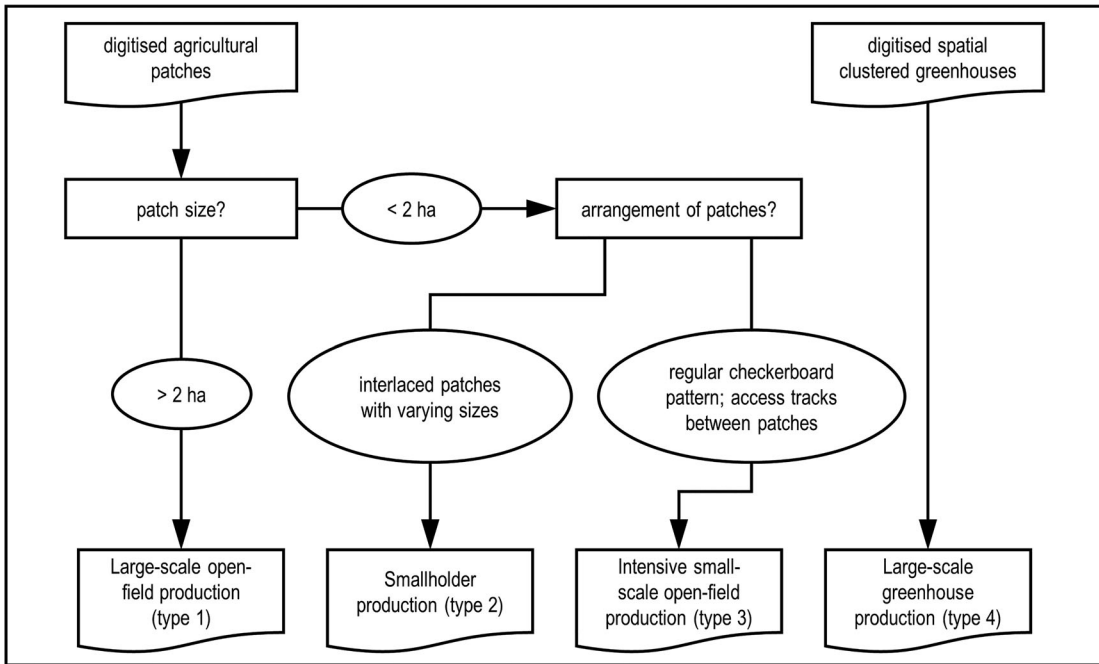 digitised agricultural
patches
digitised spatial
clustered greenhouses
patch size?
< 2 ha
arrangement of patches?
> 2 ha
interlaced patches
with varying sizes
regular checkerboard
pattern; access tracks
between patches
Large-scale open-
field production
(type 1)
Smallholder
production (type 2)
Intensive small-
scale open-field
production (type 3)
Large-scale
greenhouse
production (type 4)